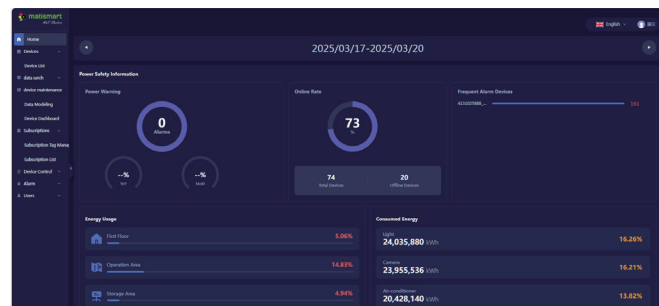 matismart
English
Home
Devices
Device List
data serch
device maintenance
Data Modeling
Device Dashboard
Subscriptions
Subscription Tag Mana
Subscription List
Device Control
Alarm
Users
2025/03/17-2025/03/20
Power Safety Information
Power Warning
0
Alarms
--%
YoY
--%
MoM
Online Rate
73
%
74
Total Devices
20
Offline Devices
Frequent Alarm Devices
161
Energy Usage
First Floor
5.06%
Operation Area
14.83%
Storage Area
4.94%
Consumed Energy
Light
24,035,880 kWh
16.26%
Camera
23,955,536 kWh
16.21%
Air-conditioner
20,428,140 kWh
13.82%